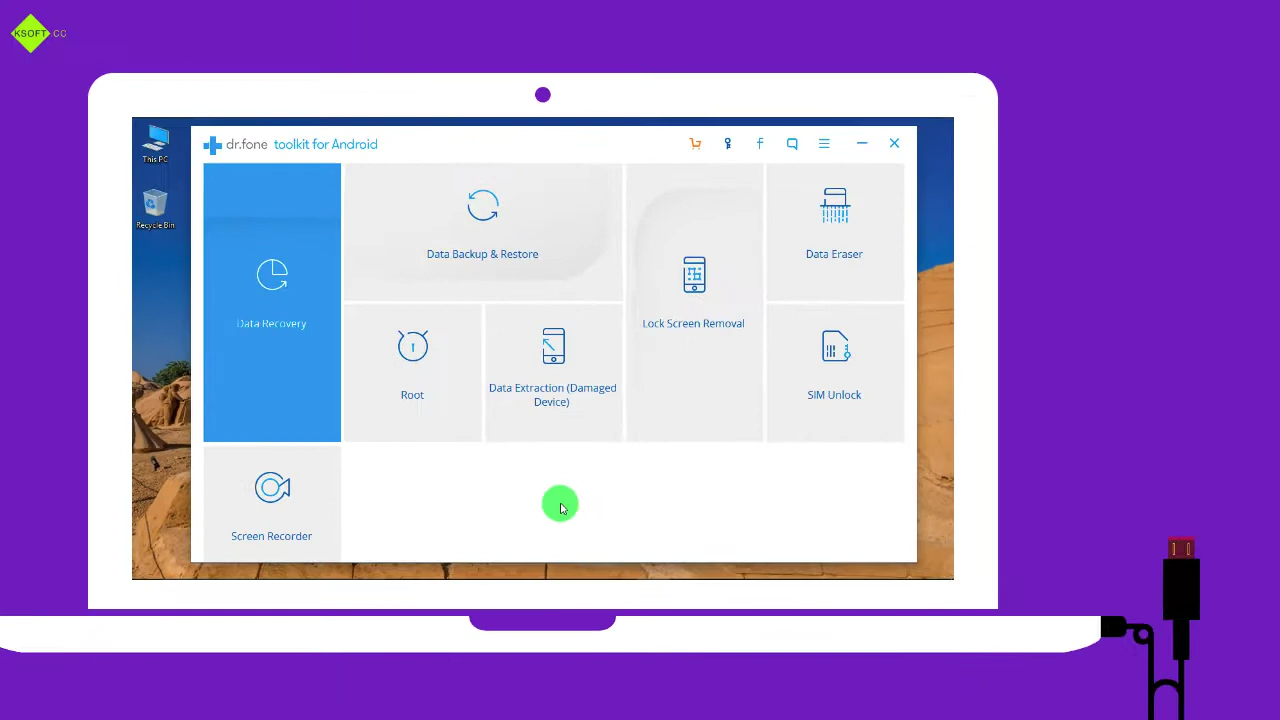 KSOFT CC
This PC
Recycle Bin
dr.fone toolkit for Android
Data Recovery
Data Backup & Restore
Lock Screen Removal
Data Eraser
Root
Data Extraction (Damaged
Device)
SIM Unlock
Screen Recorder